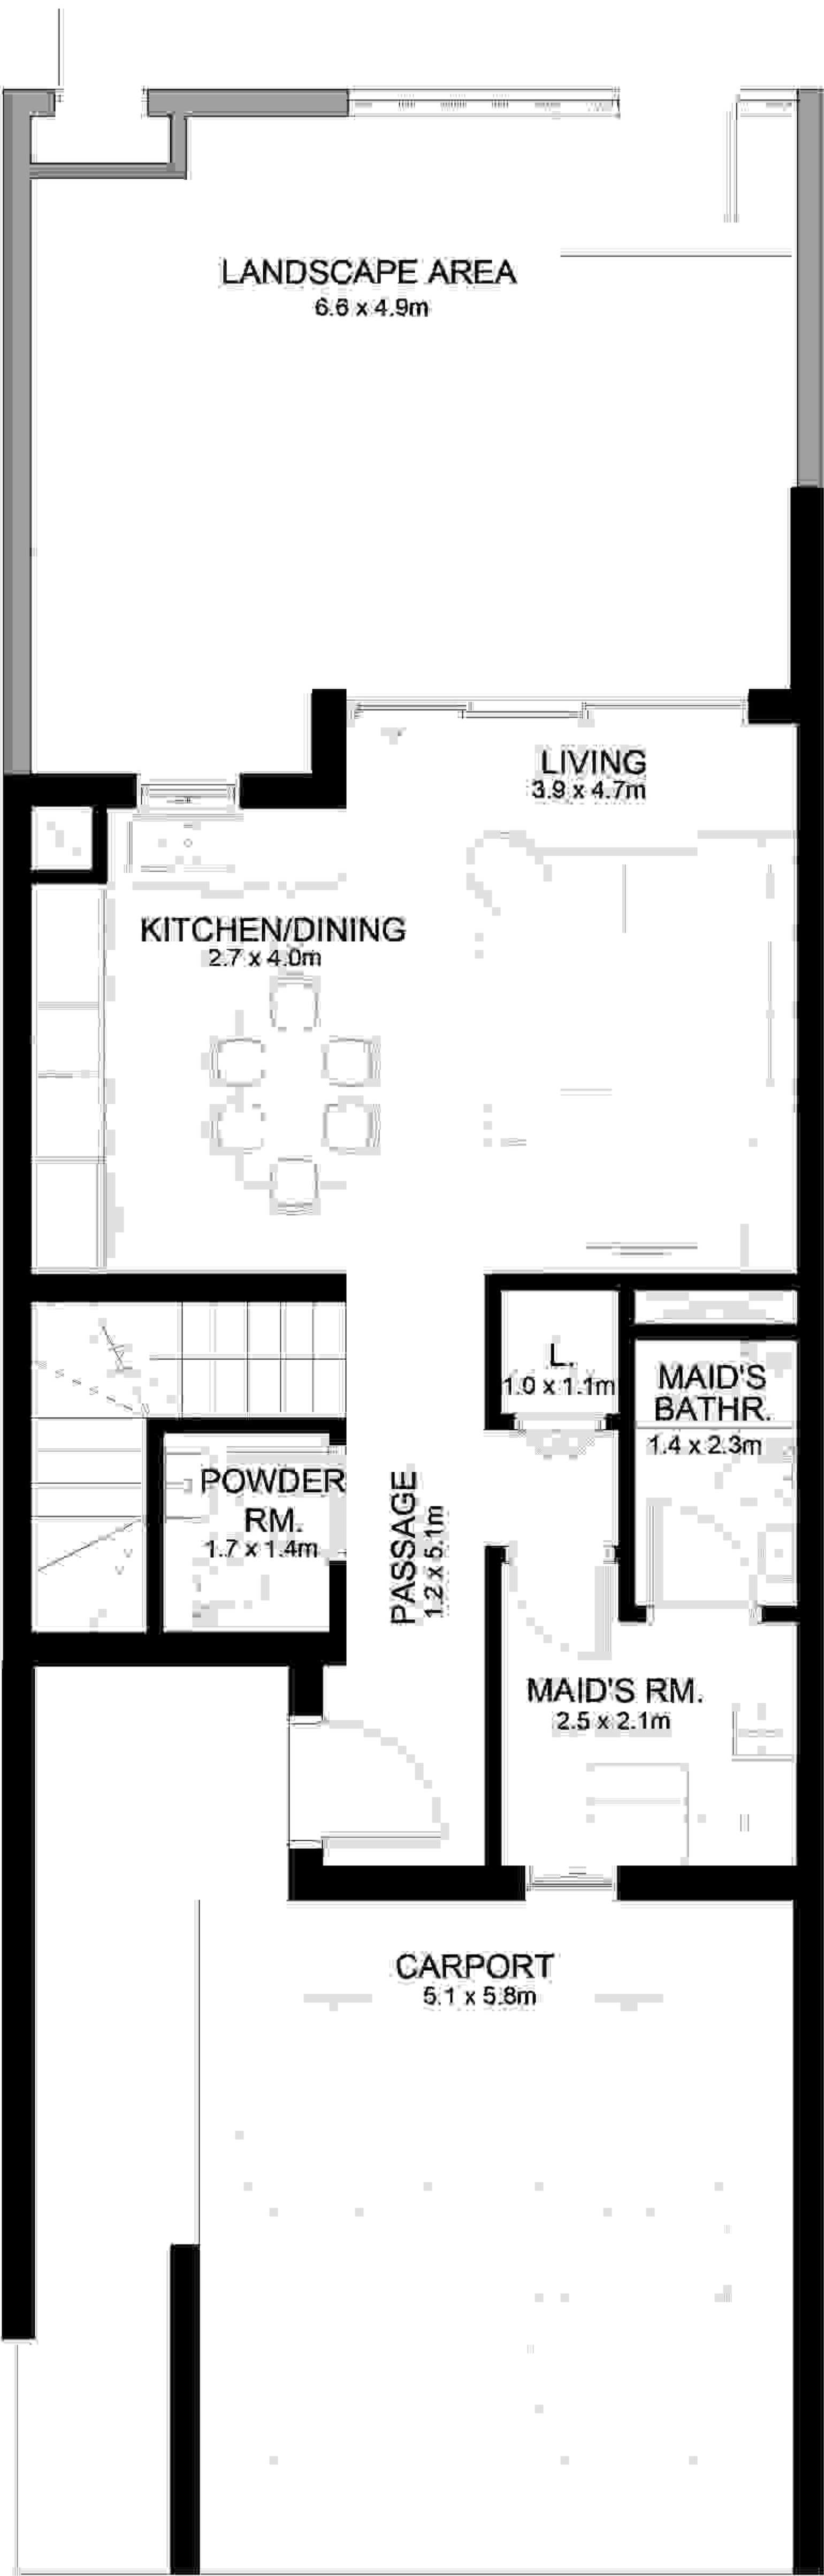 LANDSCAPE AREA
6.6 x 4.9m
LIVING
3.9 x 4.7m
KITCHEN/DINING
2.7 x 4.0m
L.
1.0 x 1.1m
MAID'S
BATHR.
1.4 x 2.3m
POWDER
RM.
1.7 x 1.4m
PASSAGE
1.2 x 5.1m
MAID'S RM.
2.5 x 2.1m
CARPORT
5.1 x 5.8m